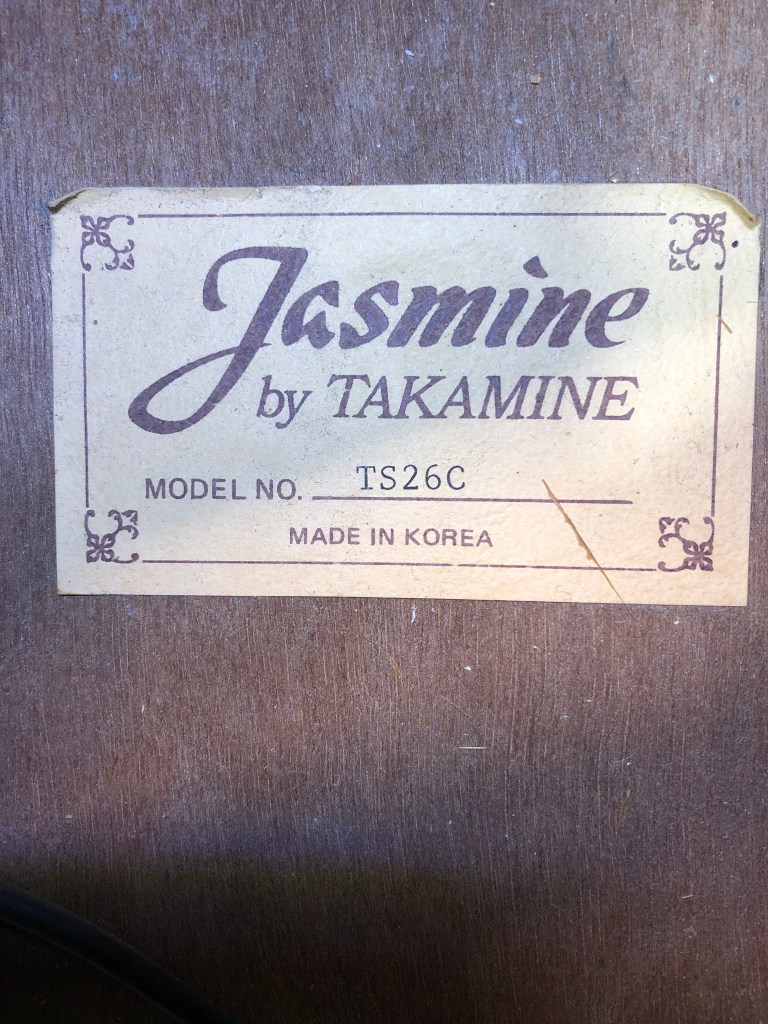 Jasmine
by TAKAMINE
MODEL NO. TS26C
MADE IN KOREA